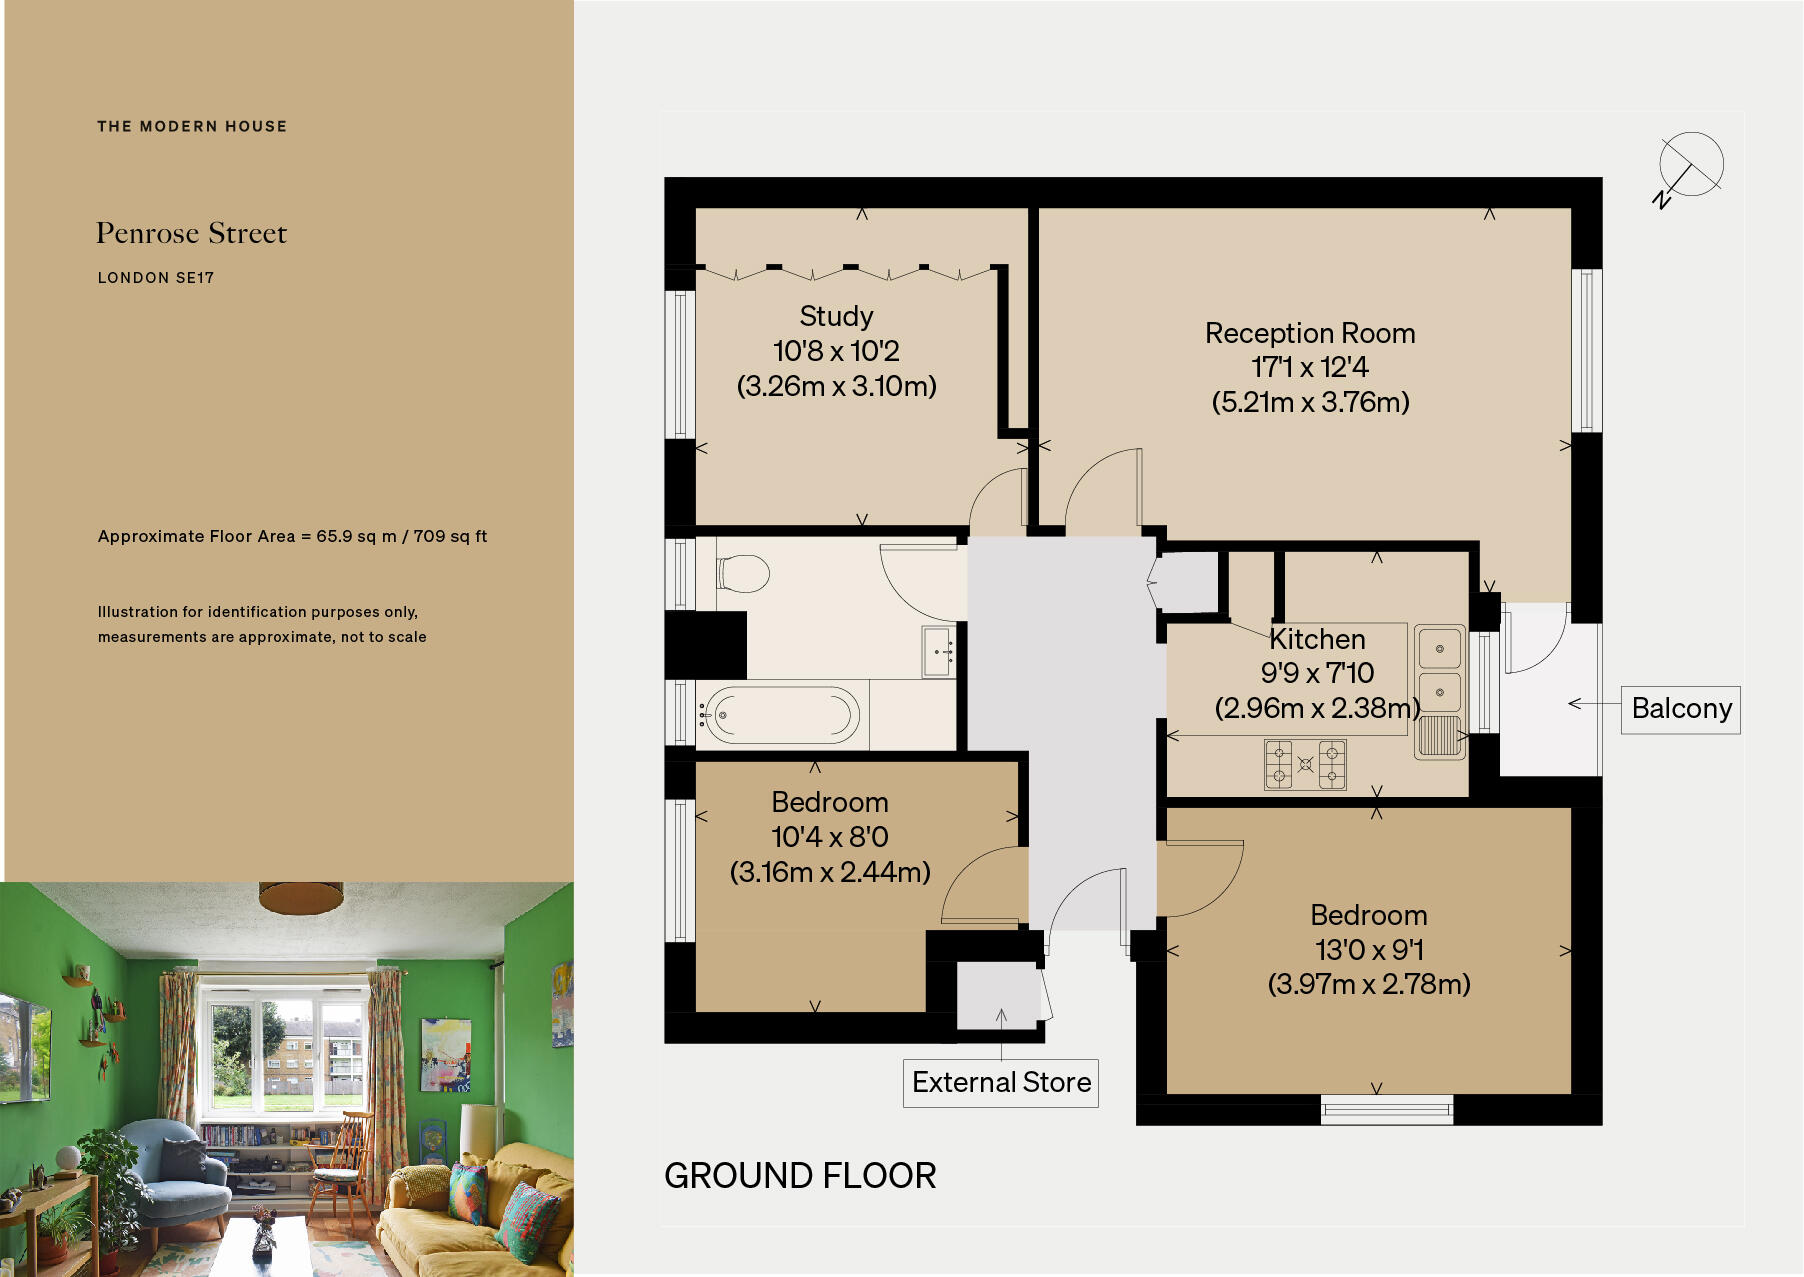 THE MODERN HOUSE
Penrose Street
LONDON SE17
Approximate Floor Area = 65.9 sq m / 709 sq ft
Illustration for identification purposes only,
measurements are approximate, not to scale
N
Study
10'8 x 10'2
(3.26m x 3.10m)
Reception Room
17'1 x 12'4
(5.21m x 3.76m)
Kitchen
9'9 x 7'10
(2.96m x 2.38m)
Balcony
Bedroom
10'4 x 8'0
(3.16m x 2.44m)
Bedroom
13'0 x 9'1
(3.97m x 2.78m)
External Store
GROUND FLOOR